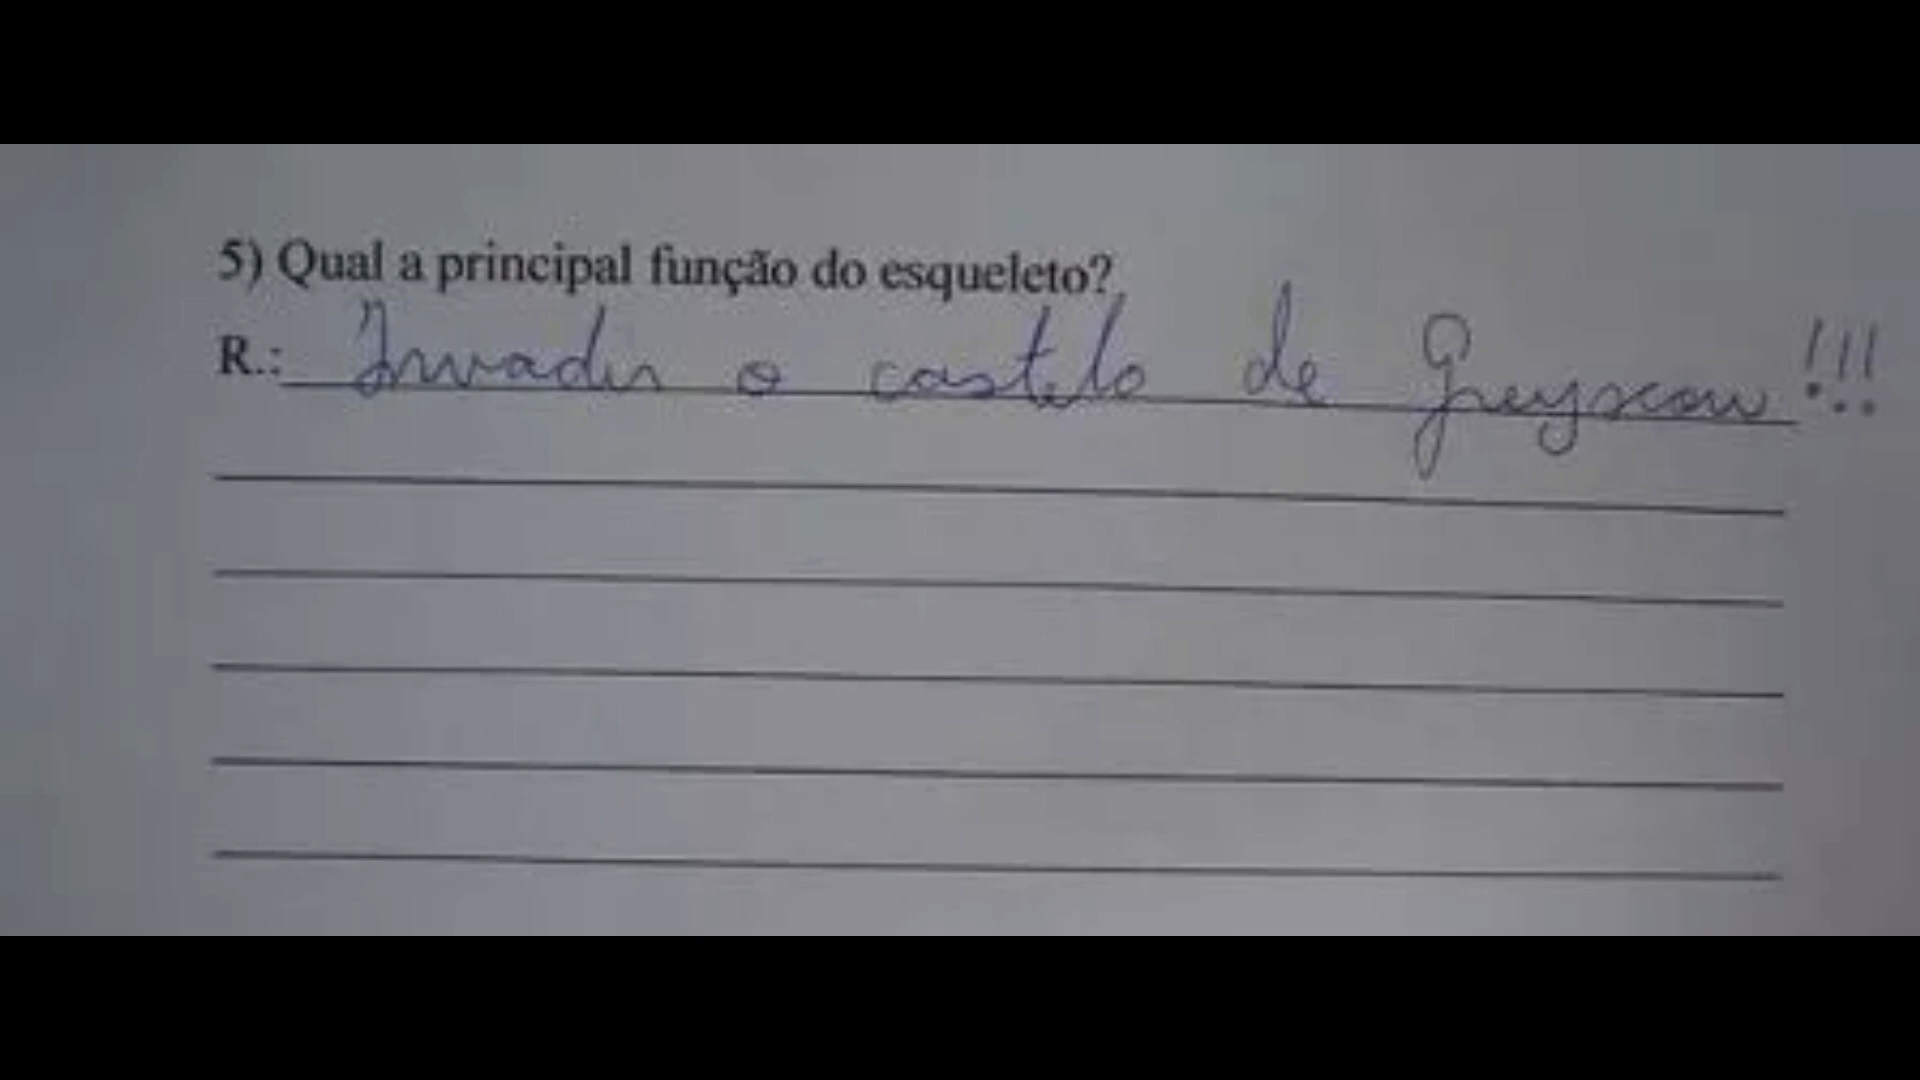 5) Qual a principal função do esqueleto?
R.: Invadir o castelo de Greyscow !!!